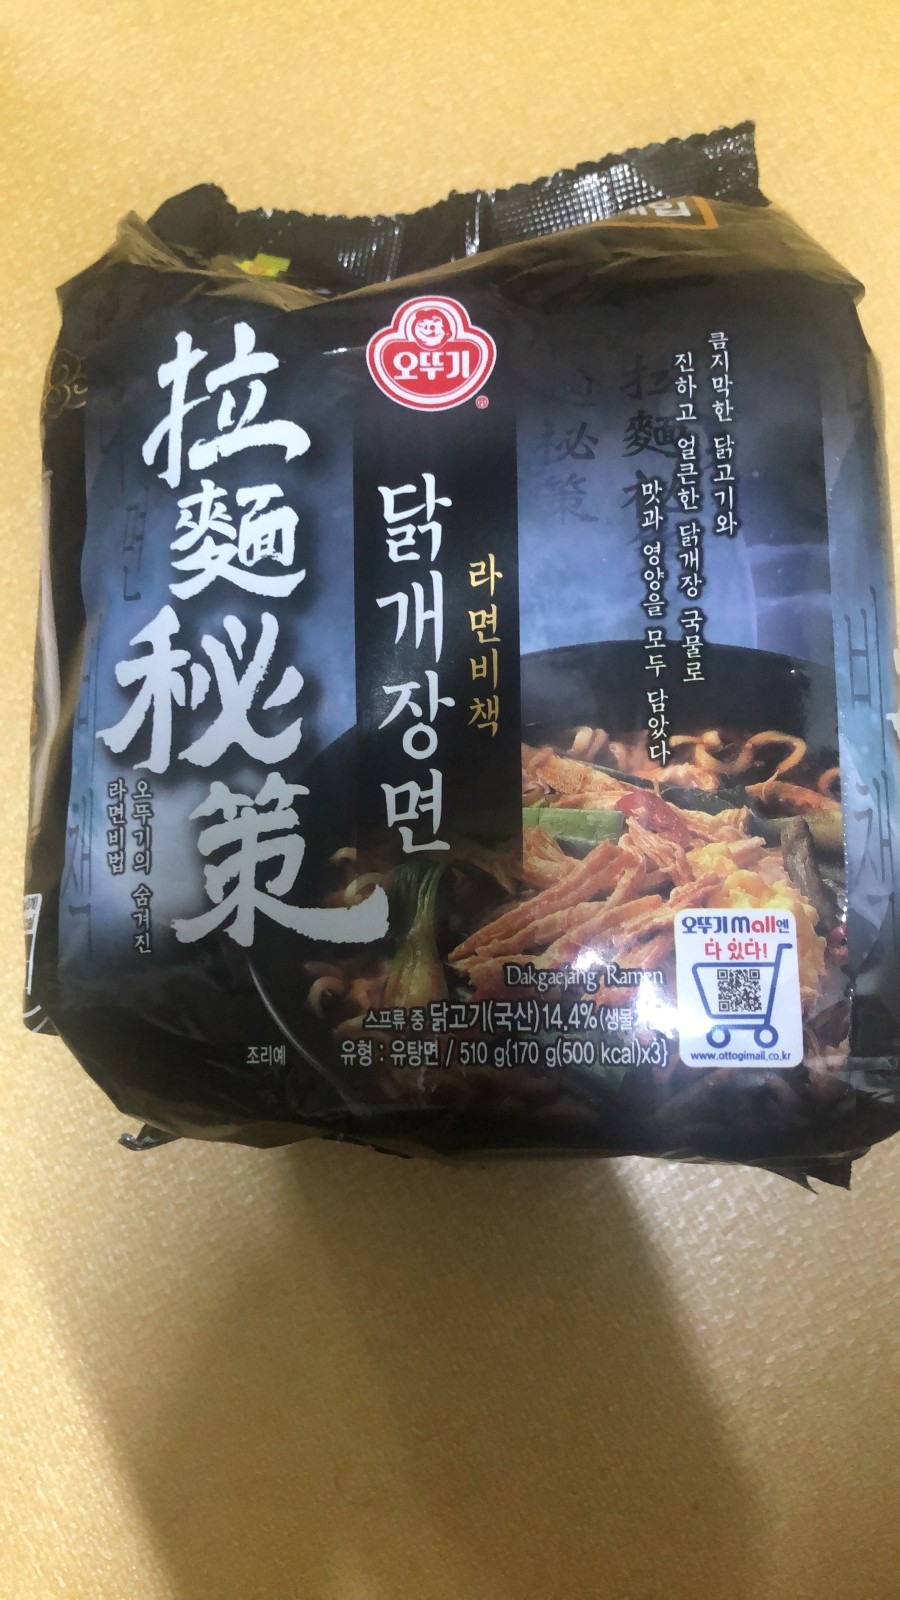 오뚜기
拉麵秘策
오뚜기의 숨겨진
라면비법
닭개장면
라면비책
큼지막한 닭고기와
진하고 얼큰한 닭개장 국물로
맛과 영양을 모두 담았다
Dakgaejang Ramen
스프류 중 닭고기(국산)14.4%(생물
조리예
유형 : 유탕면 / 510 g{170 g(500 kcal)x3}
오뚜기 mall엔
다 있다!
www.ottogimall.co.kr